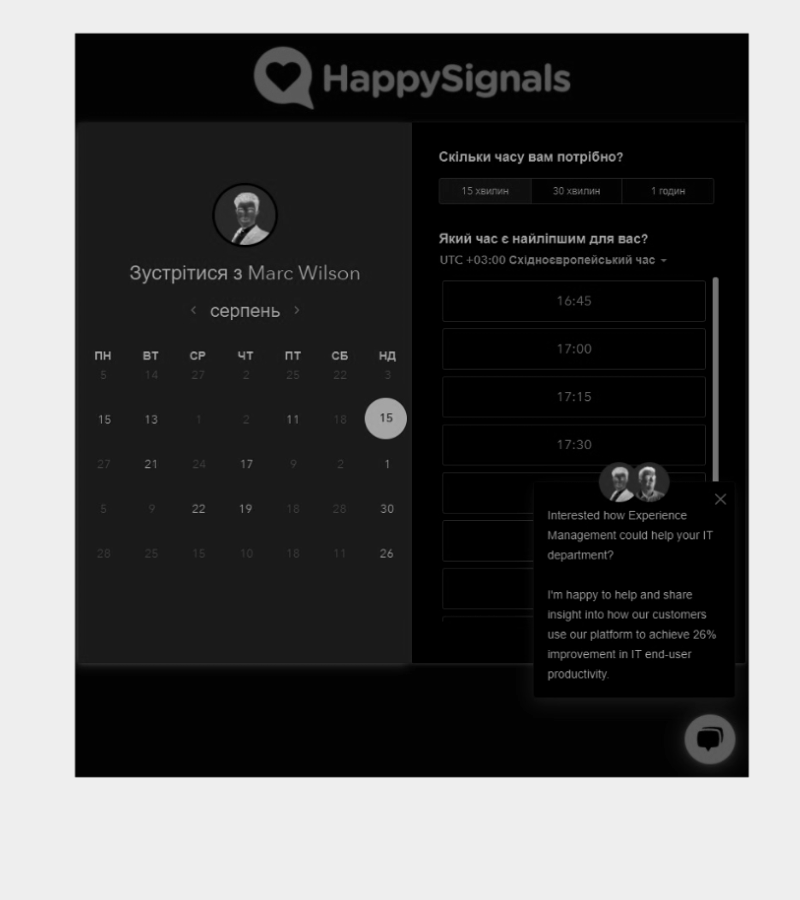 HappySignals
Зустрітися з Marc Wilson
серпень
ПН ВТ СР ЧТ ПТ СБ НД
5 14 27 2 25 22 3
15 13 1 2 11 18 15
27 21 24 17 9 2 1
5 9 22 19 18 28 30
28 25 15 10 18 11 26
Скільки часу вам потрібно?
15 хвилин 30 хвилин 1 годин
Який час є найліпшим для вас?
UTC +03:00 Східноєвропейський час
16:45
17:00
17:15
17:30
Interested how Experience
Management could help your IT
department?
I'm happy to help and share
insight into how our customers
use our platform to achieve 26%
improvement in IT end-user
productivity.